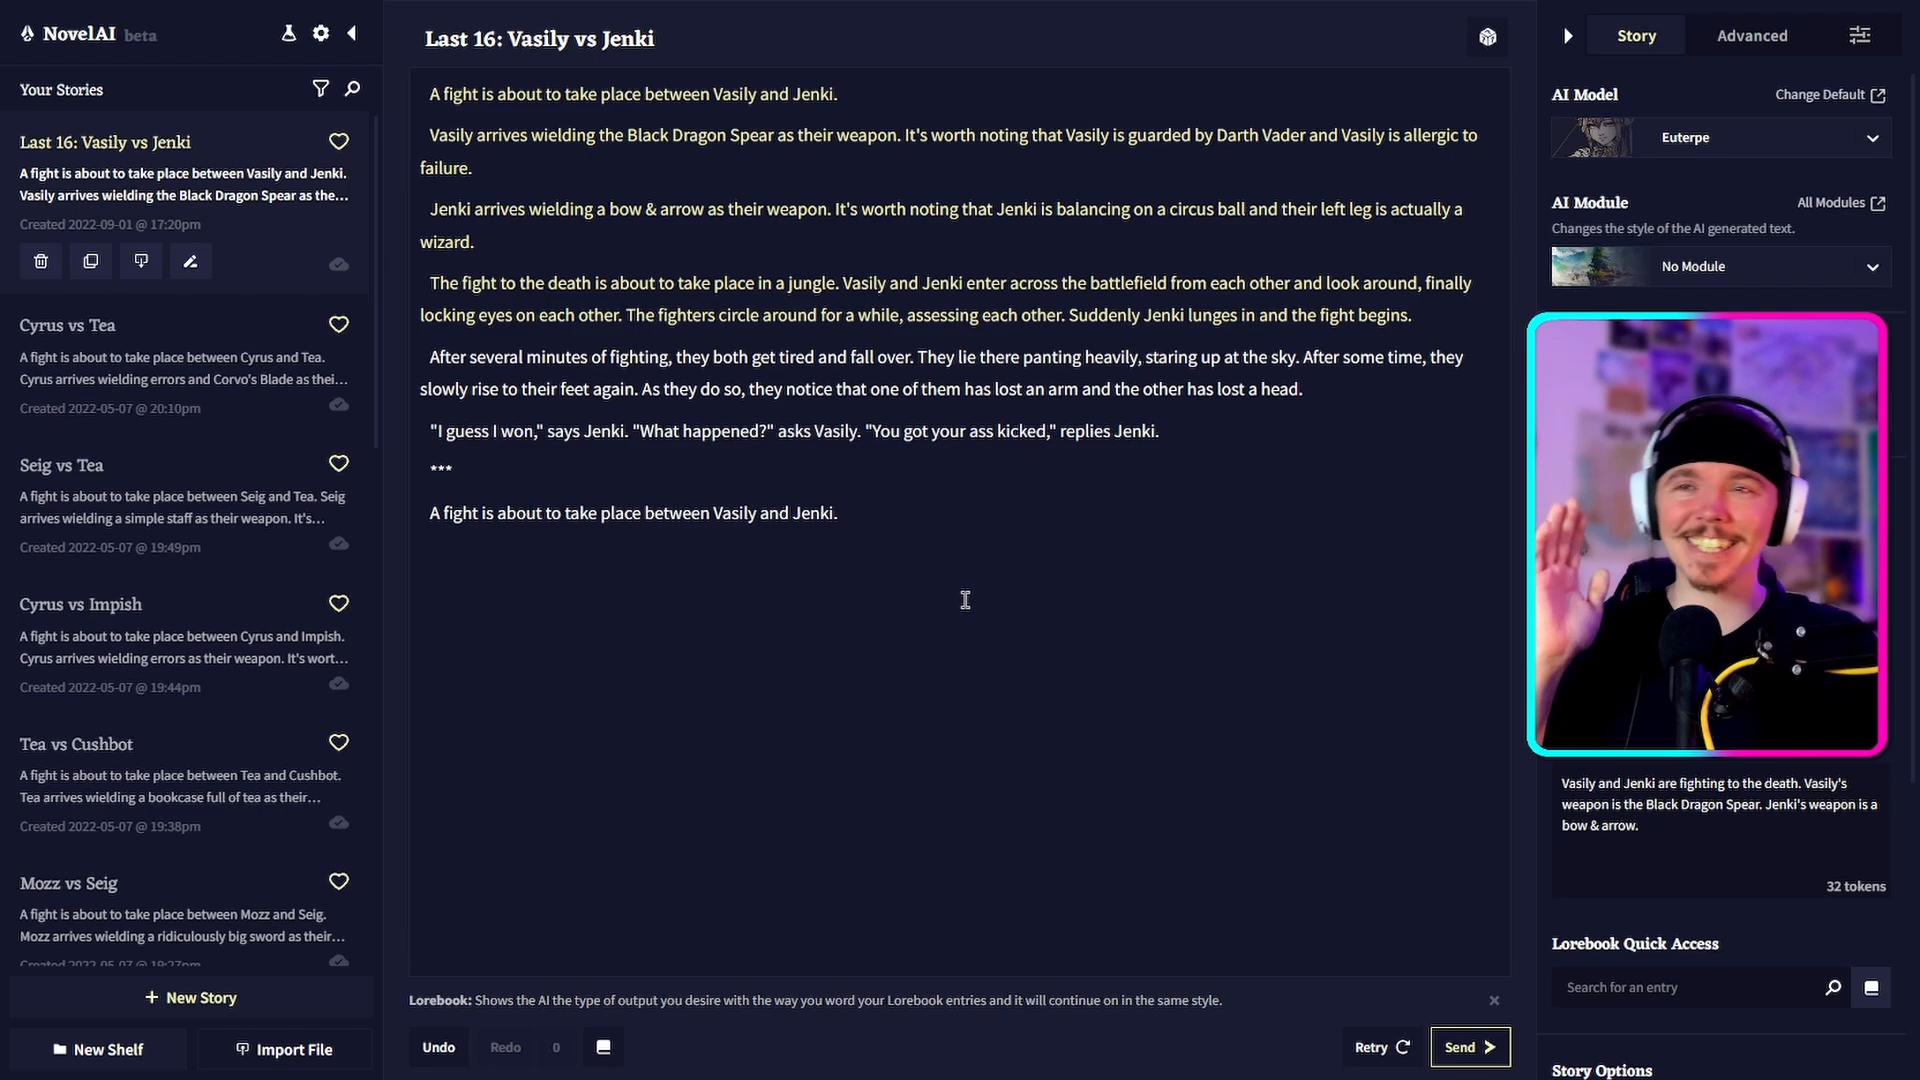 NovelAI beta
Your Stories
Last 16: Vasily vs Jenki
A fight is about to take place between Vasily and Jenki.
Vasily arrives wielding the Black Dragon Spear as the...
Created 2022-09-01 @ 17:20pm
Cyrus vs Tea
A fight is about to take place between Cyrus and Tea.
Cyrus arrives wielding errors and Corvo's Blade as thei...
Created 2022-05-07 @ 20:10pm
Seig vs Tea
A fight is about to take place between Seig and Tea. Seig
arrives wielding a simple staff as their weapon. It's...
Created 2022-05-07 @ 19:49pm
Cyrus vs Impish
A fight is about to take place between Cyrus and Impish.
Cyrus arrives wielding errors as their weapon. It's wort...
Created 2022-05-07 @ 19:44pm
Tea vs Cushbot
A fight is about to take place between Tea and Cushbot.
Tea arrives wielding a bookcase full of tea as their...
Created 2022-05-07 @ 19:38pm
Mozz vs Seig
A fight is about to take place between Mozz and Seig.
Mozz arrives wielding a ridiculously big sword as their...
Created 2022-05-07 @ 19:27pm
+ New Story
New Shelf
Import File
Last 16: Vasily vs Jenki
A fight is about to take place between Vasily and Jenki.
Vasily arrives wielding the Black Dragon Spear as their weapon. It's worth noting that Vasily is guarded by Darth Vader and Vasily is allergic to
failure.
Jenki arrives wielding a bow & arrow as their weapon. It's worth noting that Jenki is balancing on a circus ball and their left leg is actually a
wizard.
The fight to the death is about to take place in a jungle. Vasily and Jenki enter across the battlefield from each other and look around, finally
locking eyes on each other. The fighters circle around for a while, assessing each other. Suddenly Jenki lunges in and the fight begins.
After several minutes of fighting, they both get tired and fall over. They lie there panting heavily, staring up at the sky. After some time, they
slowly rise to their feet again. As they do so, they notice that one of them has lost an arm and the other has lost a head.
"I guess I won," says Jenki. "What happened?" asks Vasily. "You got your ass kicked," replies Jenki.
***
A fight is about to take place between Vasily and Jenki.
Lorebook: Shows the AI the type of output you desire with the way you word your Lorebook entries and it will continue on in the same style.
Undo
Redo
0
Retry
Send
Story
Advanced
AI Model
Change Default
Euterpe
AI Module
All Modules
Changes the style of the AI generated text.
No Module
Vasily and Jenki are fighting to the death. Vasily's
weapon is the Black Dragon Spear. Jenki's weapon is a
bow & arrow.
32 tokens
Lorebook Quick Access
Search for an entry
Story Options